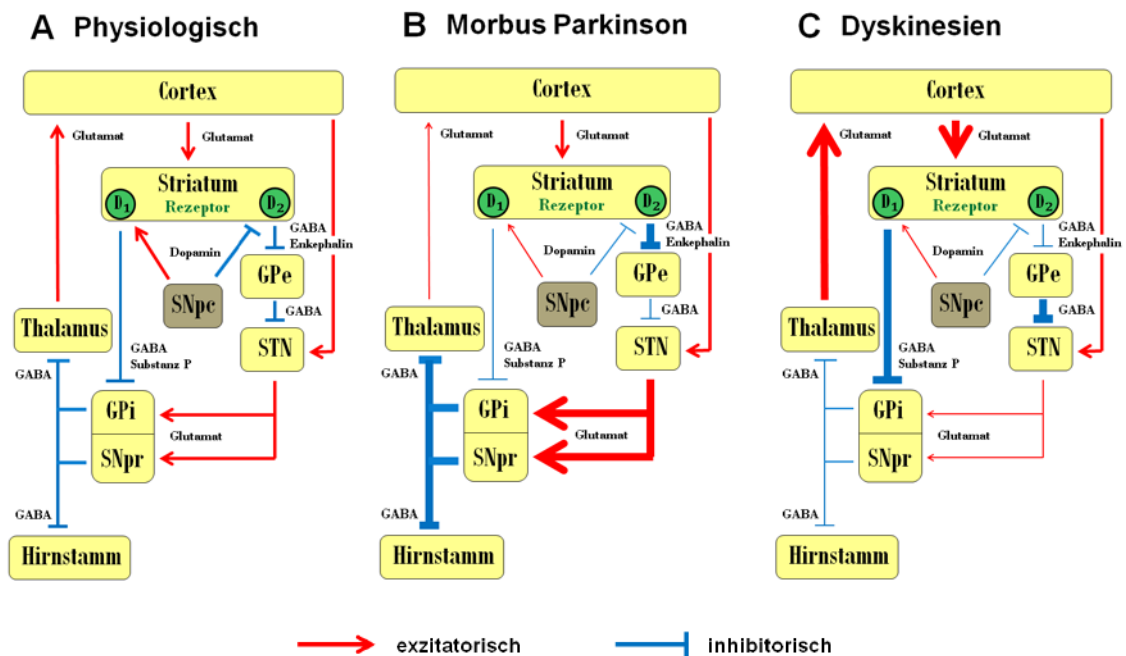 A Physiologisch
Cortex
Glutamat
Glutamat
Striatum
D1
Rezeptor
D2
GABA
Enkephalin
Dopamin
GPe
SNpc
GABA
Thalamus
STN
GABA
Substanz P
GABA
GPi
Glutamat
SNpr
GABA
Hirnstamm
B Morbus Parkinson
Cortex
Glutamat
Glutamat
Striatum
D1
Rezeptor
D2
GABA
Enkephalin
Dopamin
GPe
SNpc
GABA
Thalamus
STN
GABA
Substanz P
GABA
GPi
Glutamat
SNpr
GABA
Hirnstamm
C Dyskinesien
Cortex
Glutamat
Glutamat
Striatum
D1
Rezeptor
D2
GABA
Enkephalin
Dopamin
GPe
SNpc
GABA
Thalamus
STN
GABA
Substanz P
GABA
GPi
Glutamat
SNpr
GABA
Hirnstamm
exzitatorisch
inhibitorisch